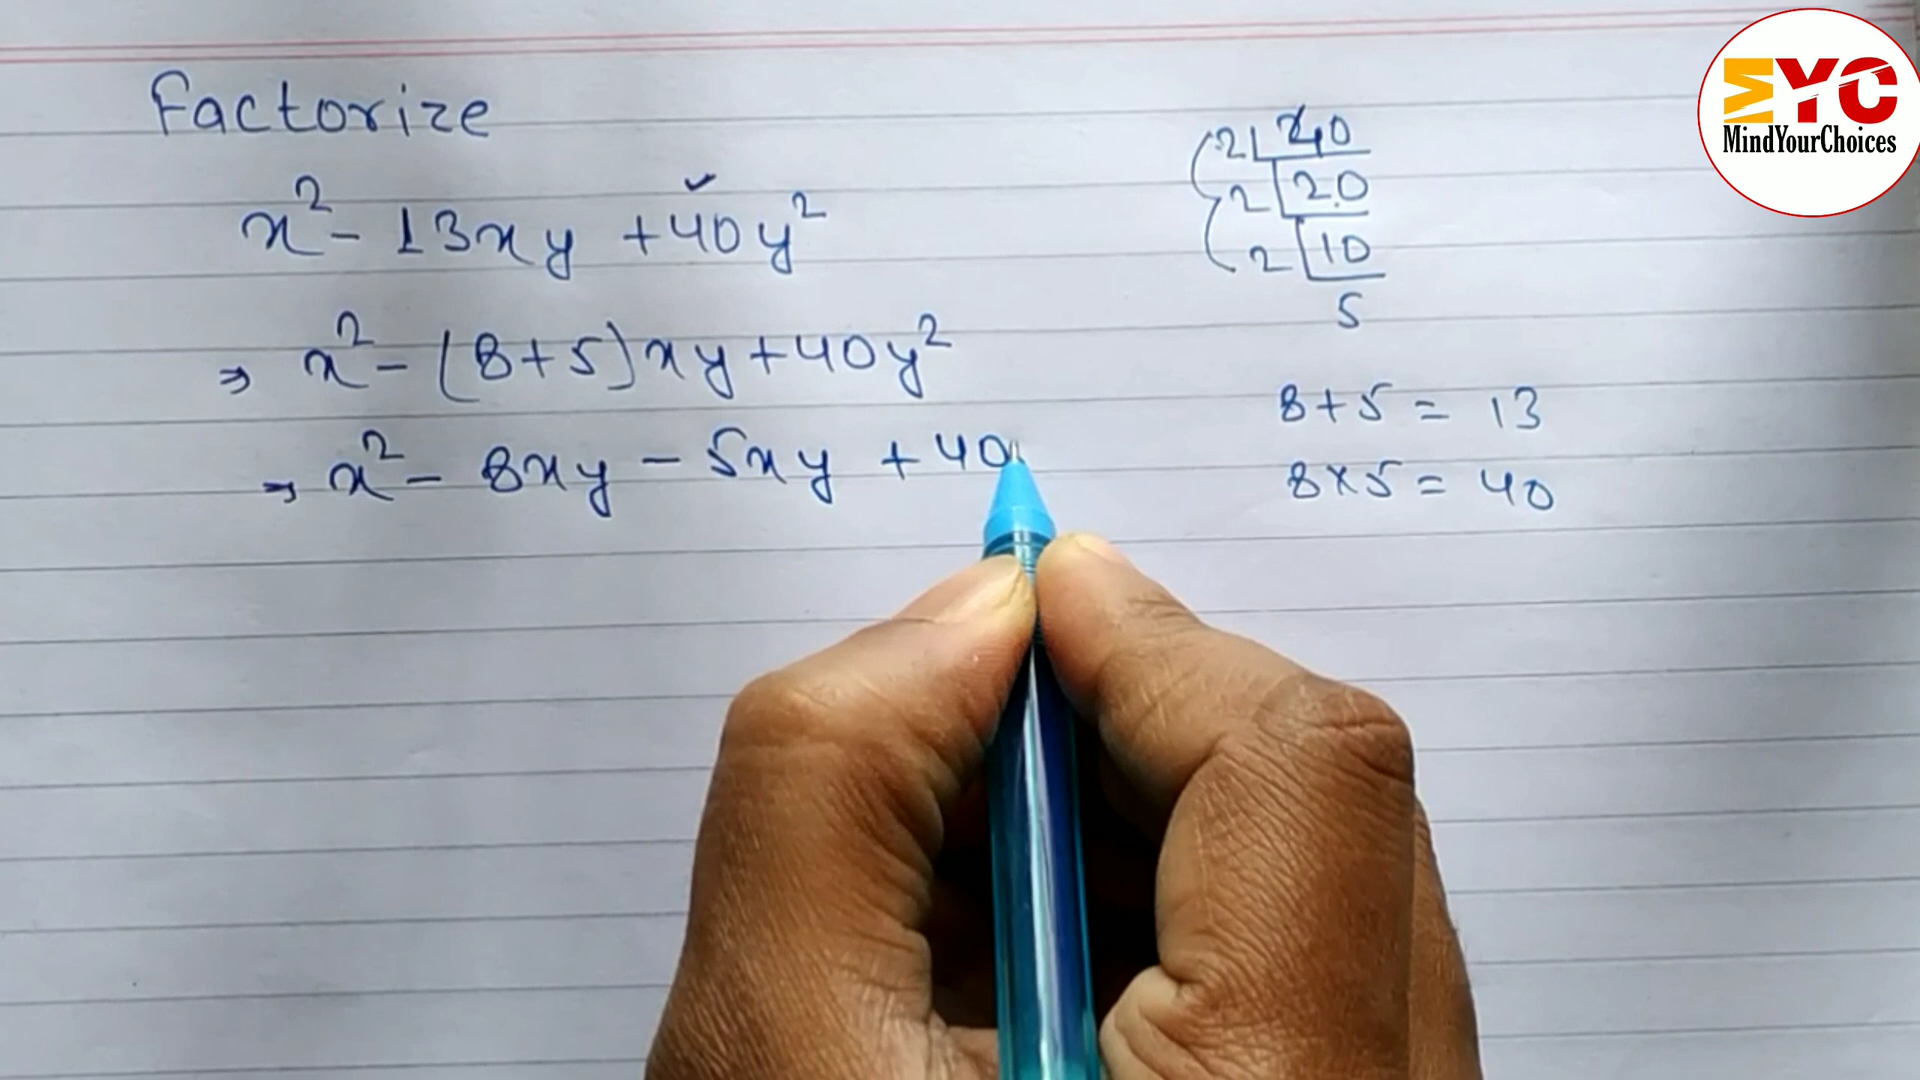 Factorize
x² - 13xy + 40y²
⇒ x² - (8+5)xy + 40y²
⇒ x² - 8xy - 5xy + 40
2 | 40
2 | 20
2 | 10
5
8 + 5 = 13
8 × 5 = 40
MYC
MindYourChoices